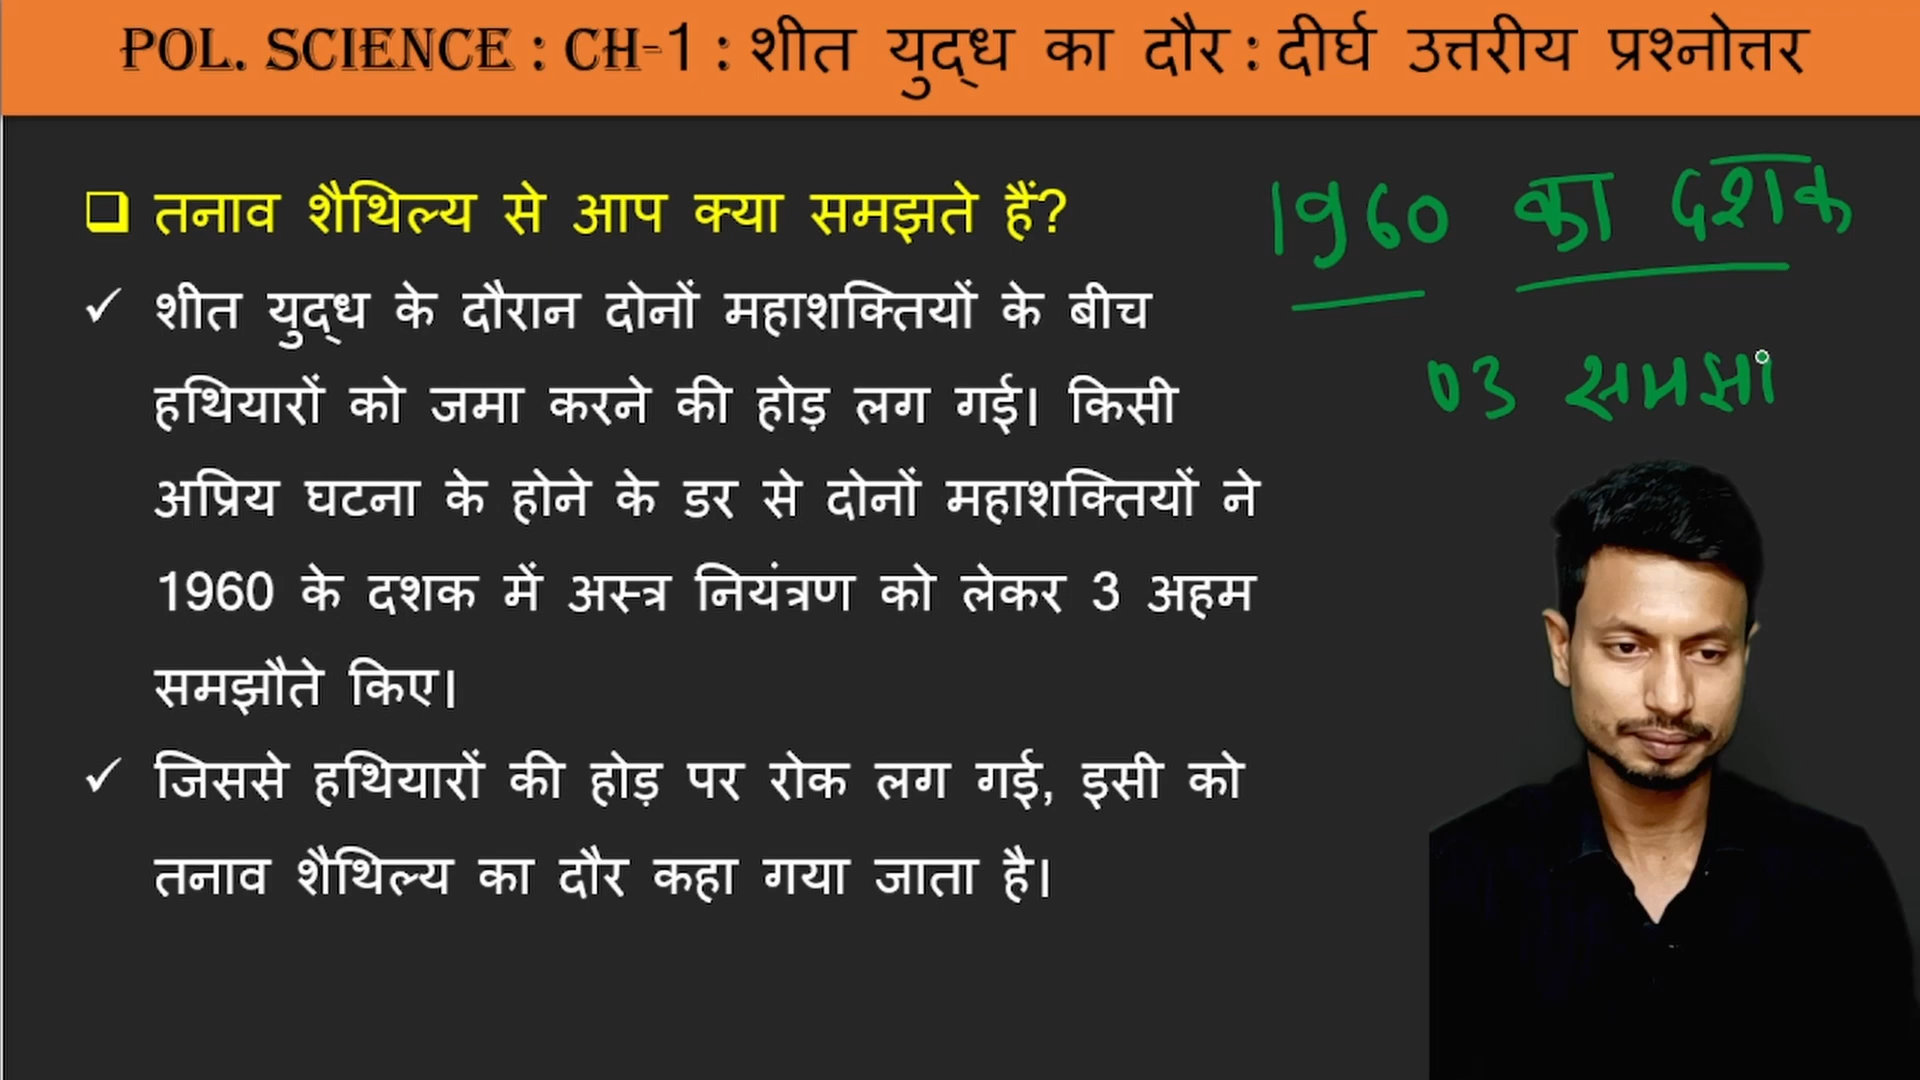 POL. SCIENCE : CH-1 : शीत युद्ध का दौर : दीर्घ उत्तरीय प्रश्नोत्तर
तनाव शैथिल्य से आप क्या समझते हैं?
1960 का दशक
शीत युद्ध के दौरान दोनों महाशक्तियों के बीच
हथियारों को जमा करने की होड़ लग गई। किसी
03 समझा
अप्रिय घटना के होने के डर से दोनों महाशक्तियों ने
1960 के दशक में अस्त्र नियंत्रण को लेकर 3 अहम
समझौते किए।
जिससे हथियारों की होड़ पर रोक लग गई, इसी को
तनाव शैथिल्य का दौर कहा गया जाता है।